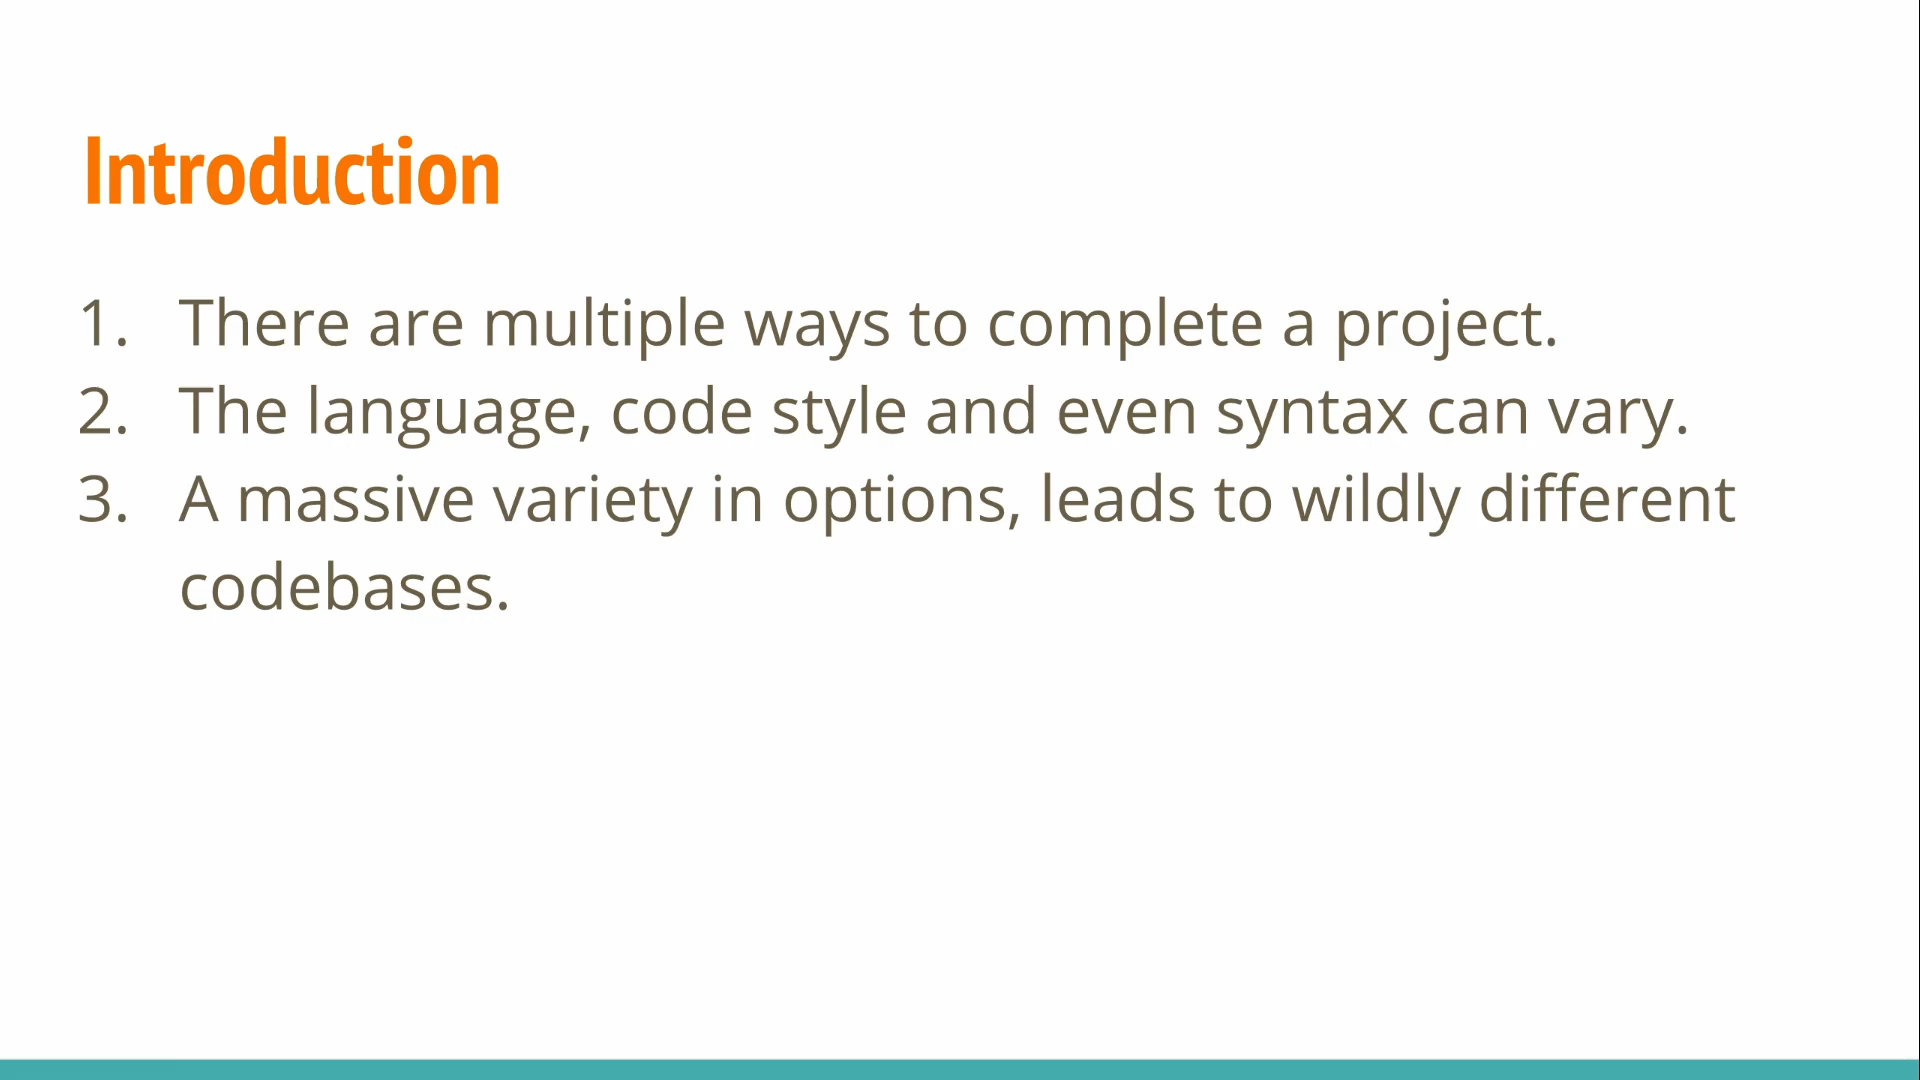 Introduction
1. There are multiple ways to complete a project.
2. The language, code style and even syntax can vary.
3. A massive variety in options, leads to wildly different
codebases.